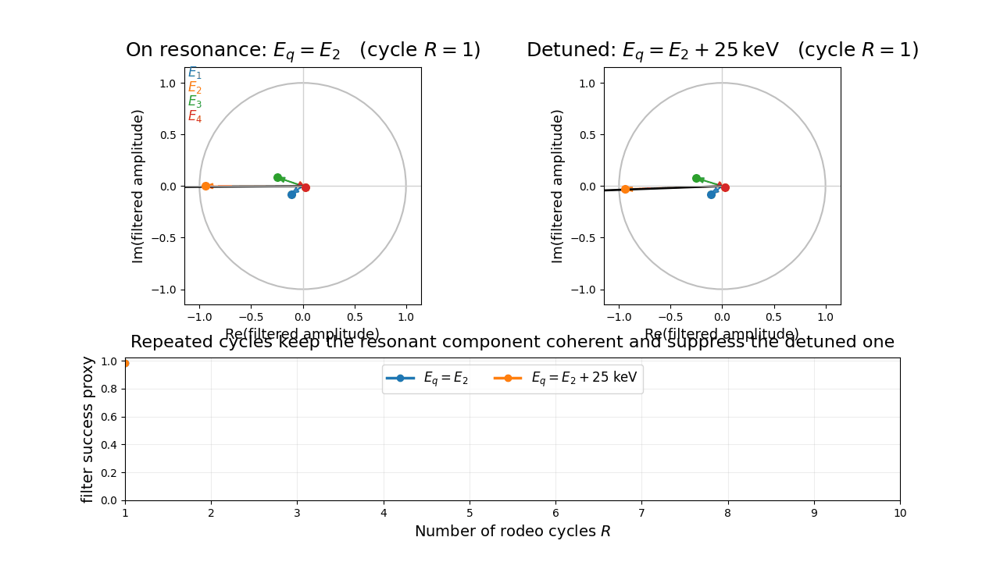 On resonance: E_q = E_2 (cycle R = 1)
E_1
E_2
E_3
E_4
1.0
0.5
0.0
−0.5
−1.0
Im(filtered amplitude)
−1.0 −0.5 0.0 0.5 1.0
Re(filtered amplitude)
Detuned: E_q = E_2 + 25 keV (cycle R = 1)
1.0
0.5
0.0
−0.5
−1.0
Im(filtered amplitude)
−1.0 −0.5 0.0 0.5 1.0
Re(filtered amplitude)
Repeated cycles keep the resonant component coherent and suppress the detuned one
E_q = E_2
E_q = E_2 + 25 keV
1.0
0.8
0.6
0.4
0.2
0.0
filter success proxy
1 2 3 4 5 6 7 8 9 10
Number of rodeo cycles R